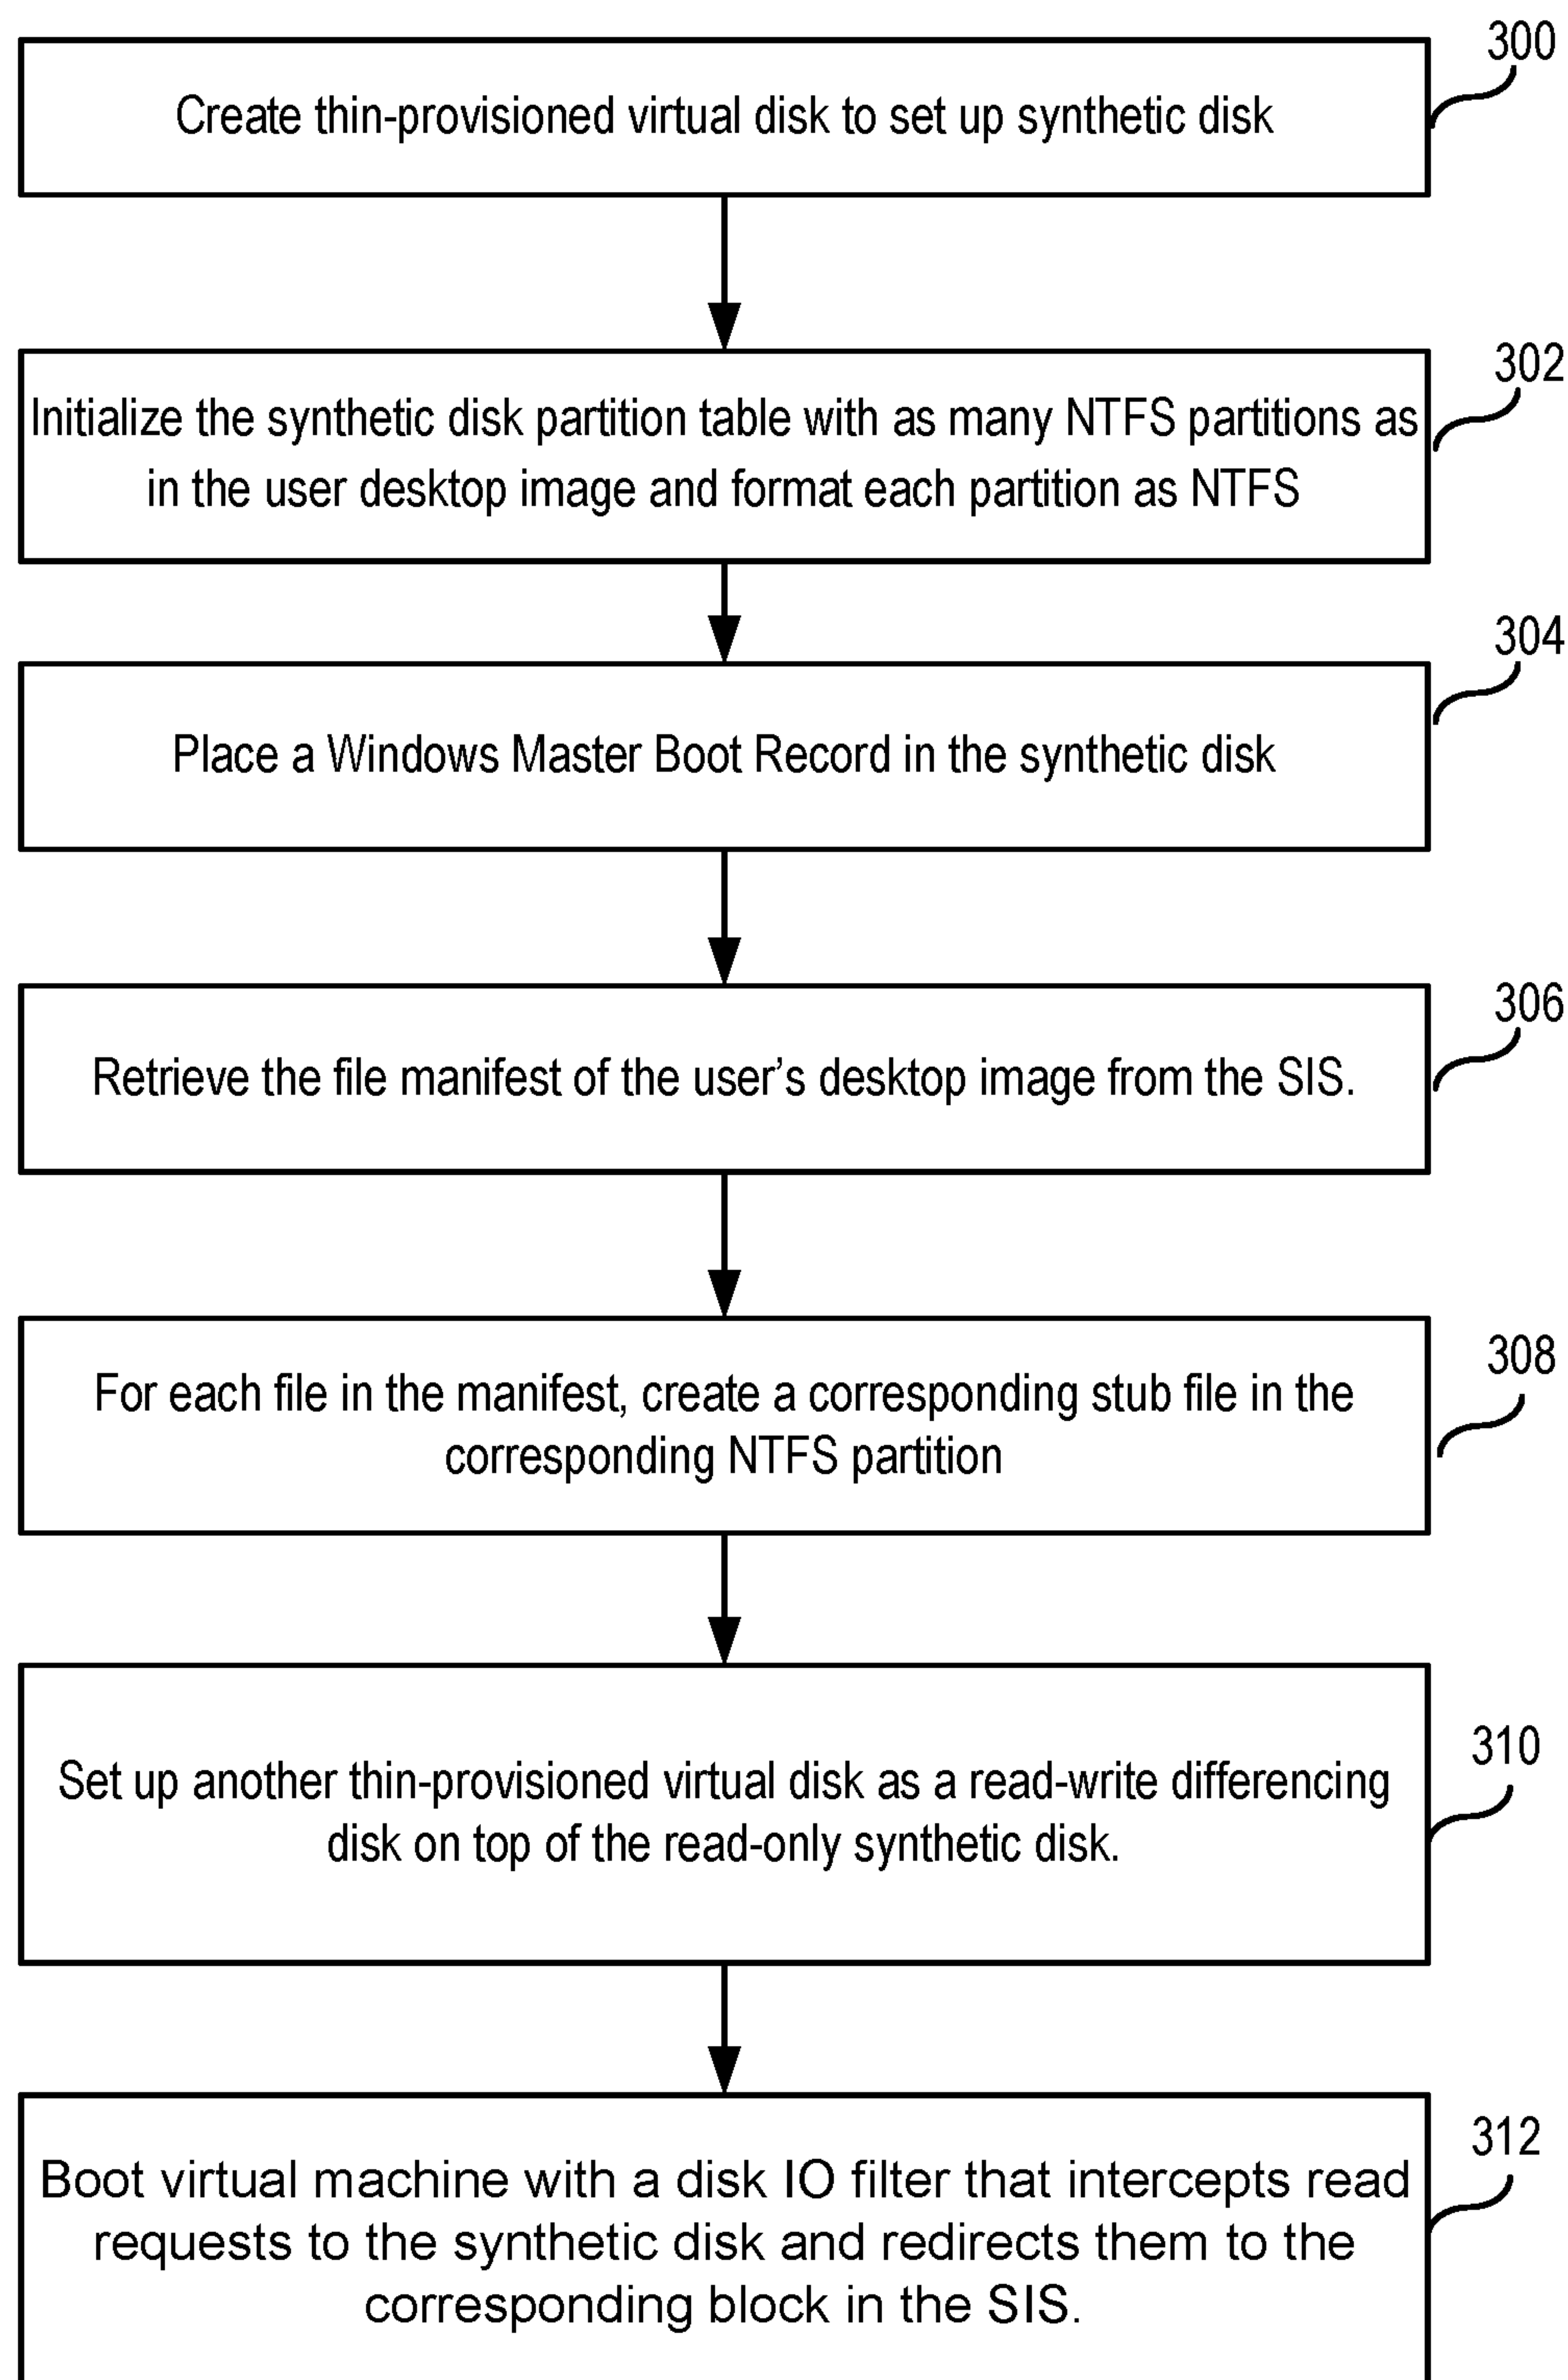 300
Create thin-provisioned virtual disk to set up synthetic disk
302
Initialize the synthetic disk partition table with as many NTFS partitions as
in the user desktop image and format each partition as NTFS
304
Place a Windows Master Boot Record in the synthetic disk
306
Retrieve the file manifest of the user’s desktop image from the SIS.
308
For each file in the manifest, create a corresponding stub file in the
corresponding NTFS partition
310
Set up another thin-provisioned virtual disk as a read-write differencing
disk on top of the read-only synthetic disk.
312
Boot virtual machine with a disk IO filter that intercepts read
requests to the synthetic disk and redirects them to the
corresponding block in the SIS.